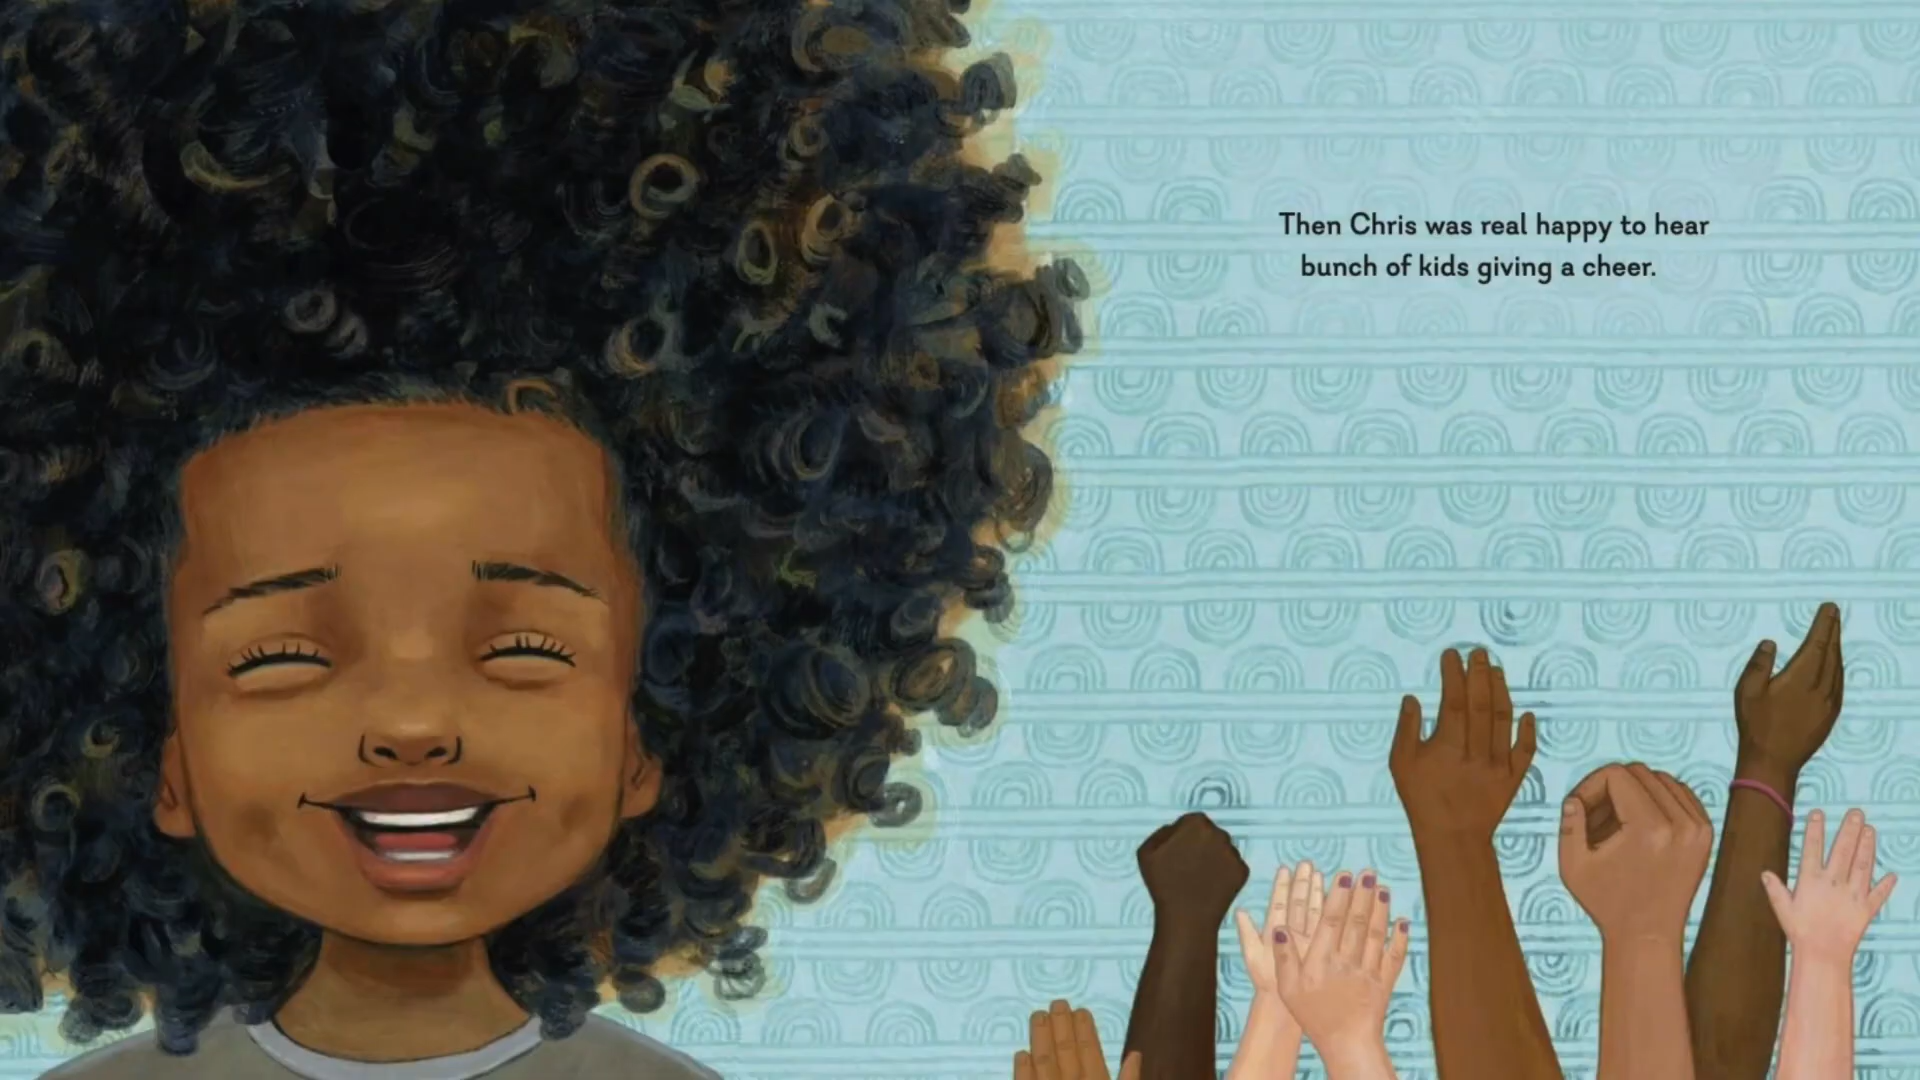 Then Chris was real happy to hear
bunch of kids giving a cheer.